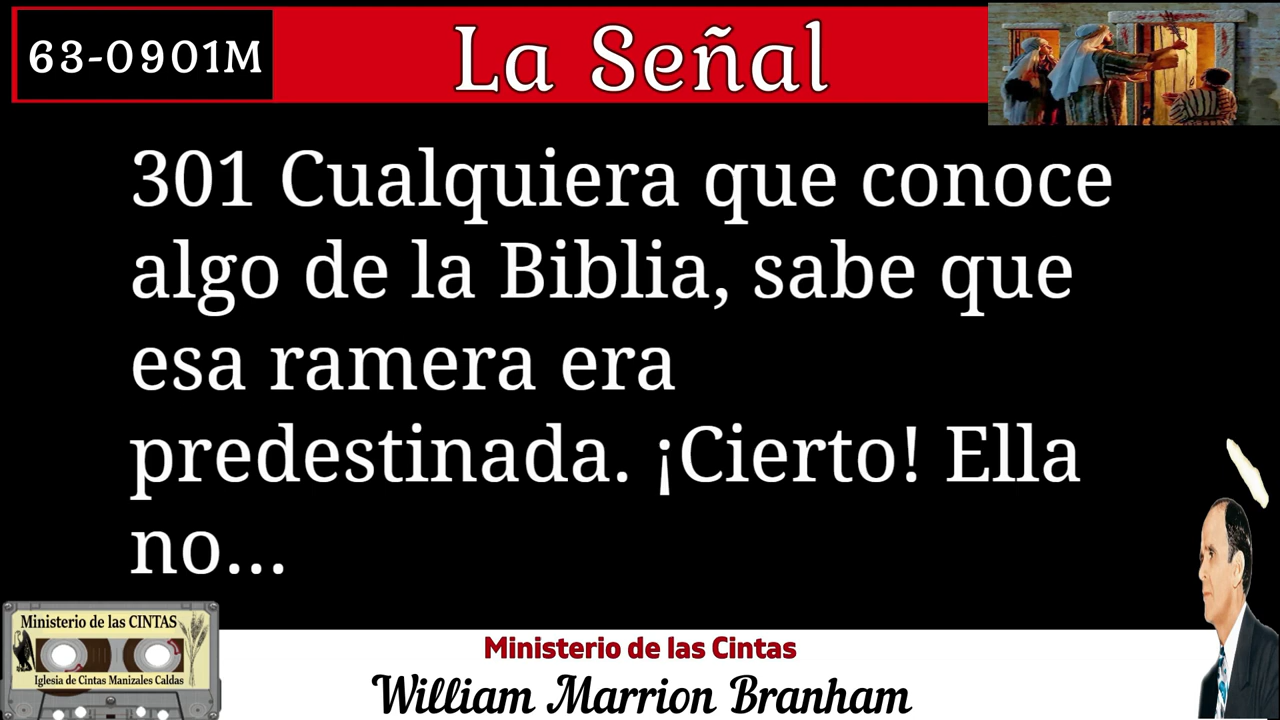 63-0901M
La Señal
301 Cualquiera que conoce
algo de la Biblia, sabe que
esa ramera era
predestinada. ¡Cierto! Ella
no...
Ministerio de las CINTAS
Iglesia de Cintas Manizales Caldas
Ministerio de las Cintas
William Marrion Branham